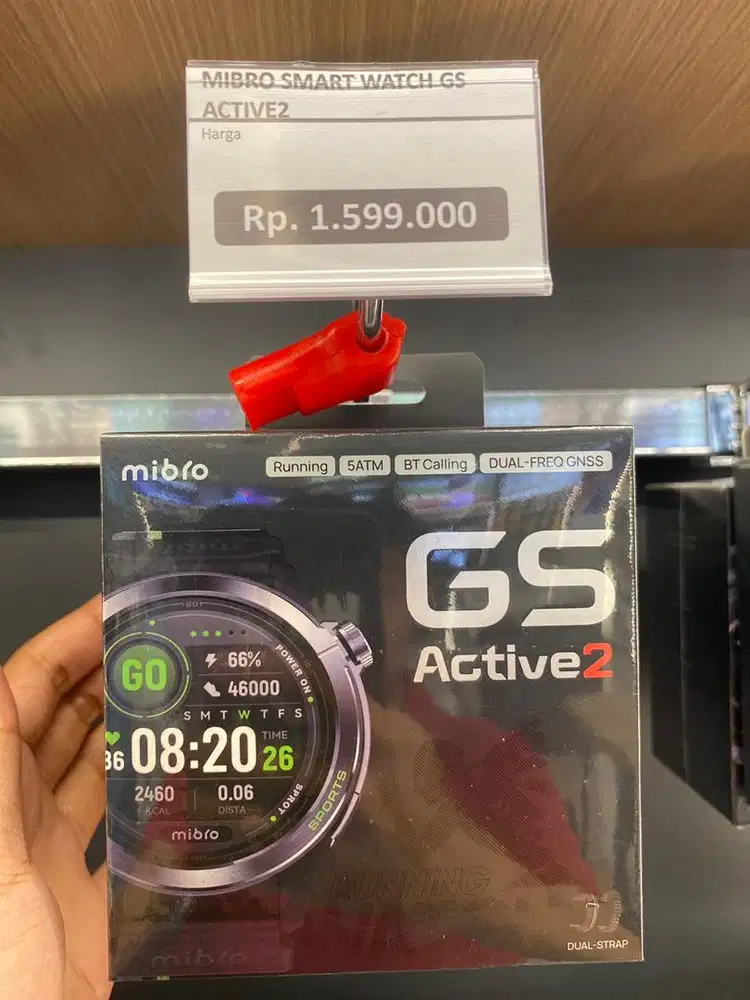 MIBRO SMART WATCH GS
ACTIVE2
Harga
Rp. 1.599.000
mibro
Running 5ATM BT Calling DUAL-FREQ GNSS
GS
Active2
GO
66%
46000
POWER ON
S M T W T F S
36 08:20 TIME 26
2460 0.06
KCAL DISTA
mibro
SPROT
SPORTS
RUNNING
mibro
DUAL-STRAP